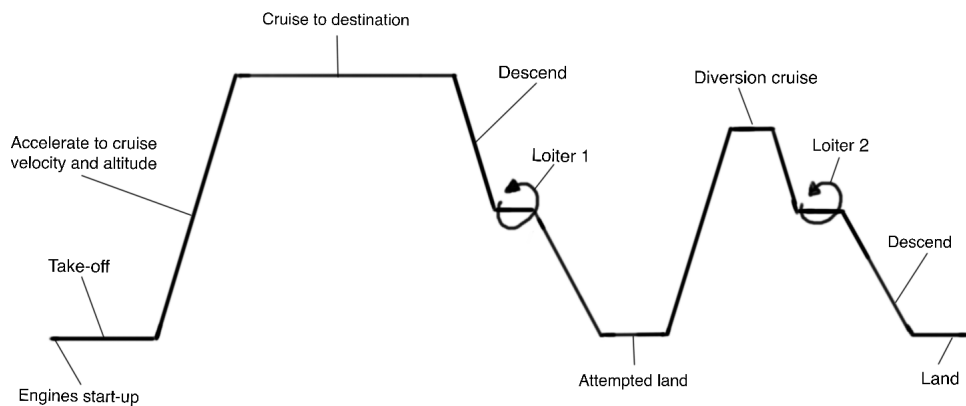 Cruise to destination
Descend
Diversion cruise
Accelerate to cruise
velocity and altitude
Loiter 1
Loiter 2
Take-off
Descend
Engines start-up
Attempted land
Land